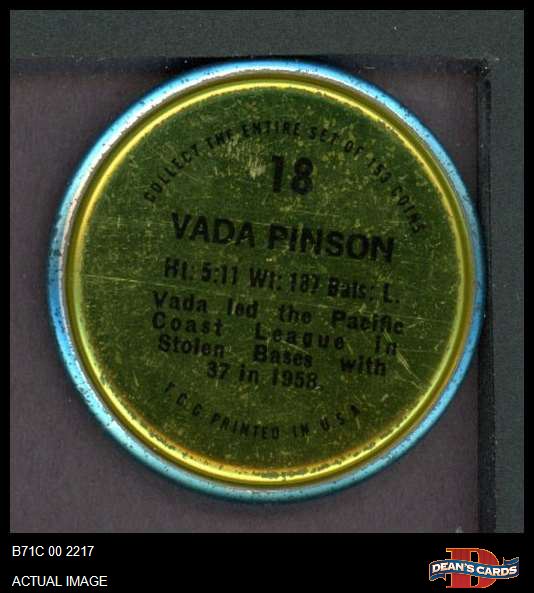 COLLECT THE ENTIRE SET OF 153 COINS
18
VADA PINSON
Ht: 5:11 Wt: 187 Bats: L.
Vada led the Pacific
Coast League in
Stolen Bases with
37 in 1958.
F.C.C. PRINTED IN U.S.A.
B71C 00 2217
ACTUAL IMAGE
D
DEAN'S CARDS